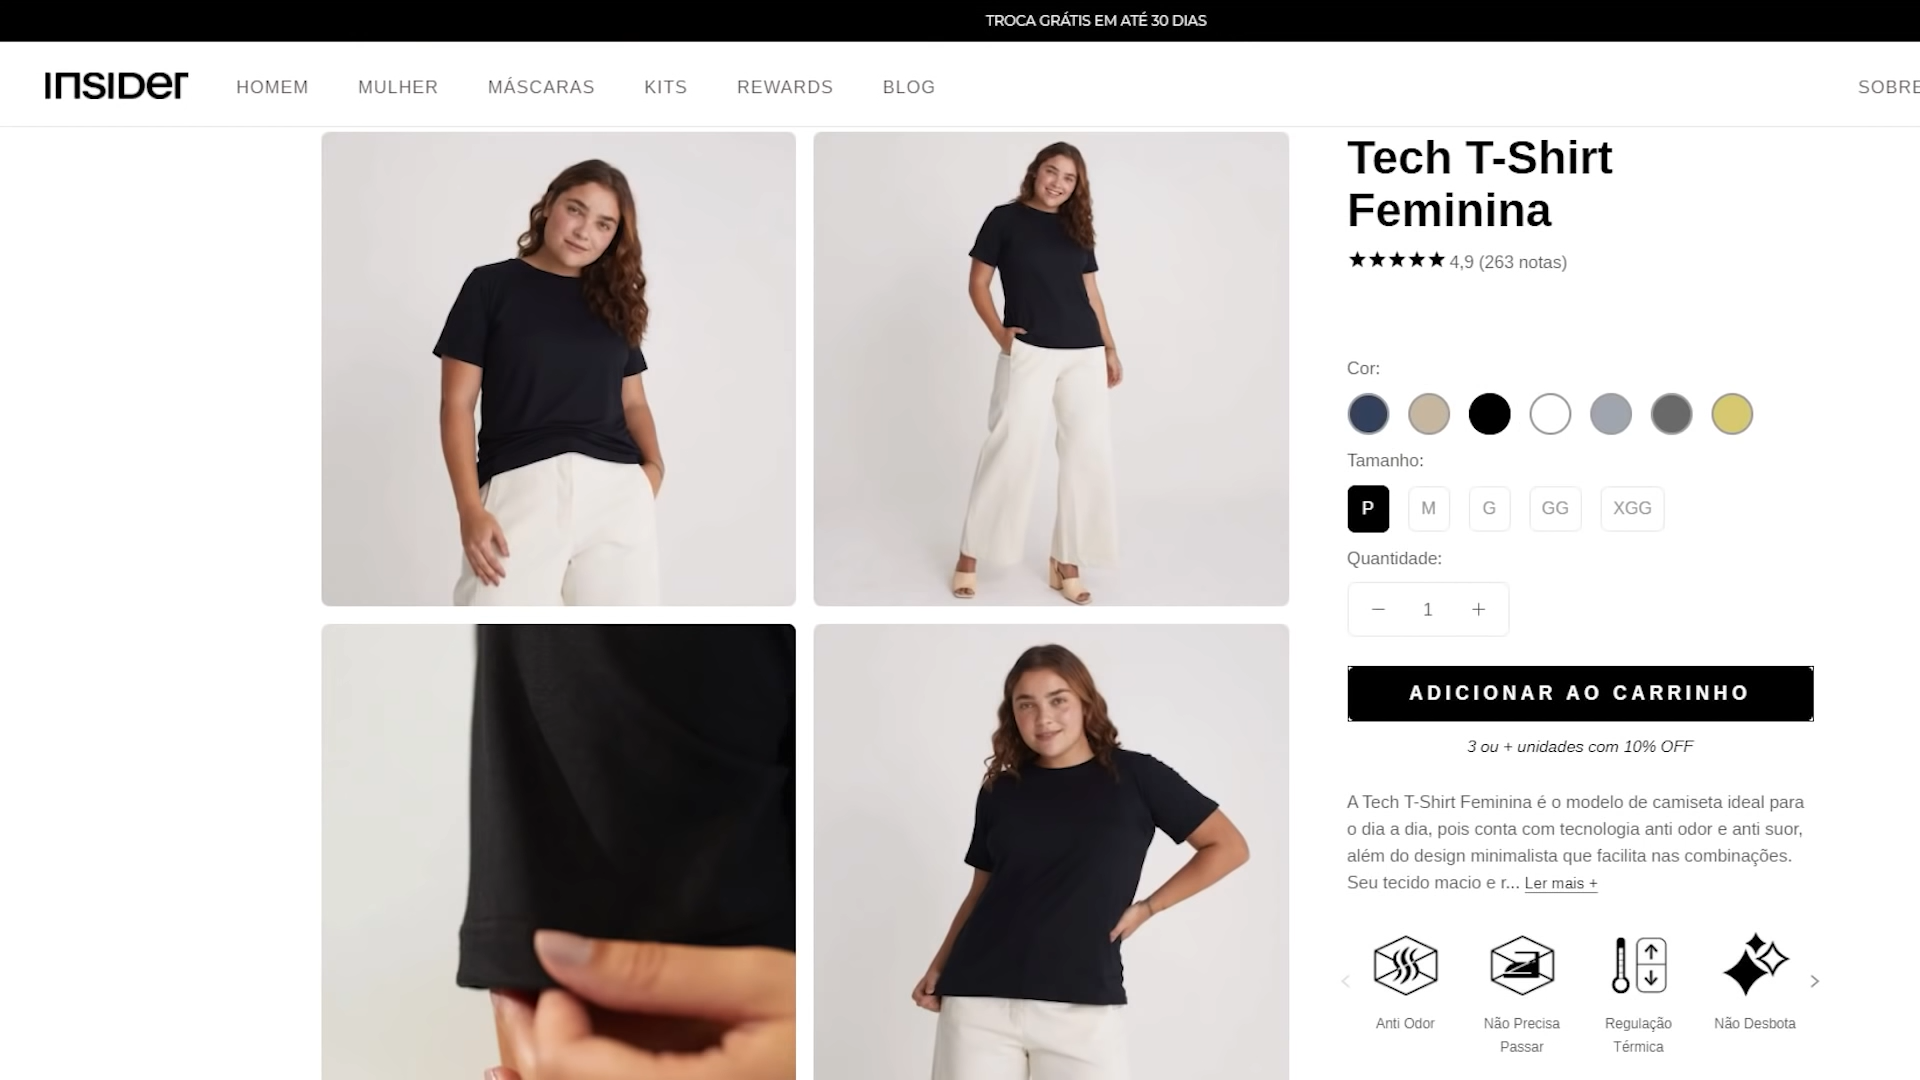 TROCA GRÁTIS EM ATÉ 30 DIAS
INSIDER
HOMEM MULHER MÁSCARAS KITS REWARDS BLOG SOBRE
Tech T-Shirt
Feminina
★★★★★ 4,9 (263 notas)
Cor:
Tamanho:
P M G GG XGG
Quantidade:
− 1 +
ADICIONAR AO CARRINHO
3 ou + unidades com 10% OFF
A Tech T-Shirt Feminina é o modelo de camiseta ideal para
o dia a dia, pois conta com tecnologia anti odor e anti suor,
além do design minimalista que facilita nas combinações.
Seu tecido macio e r... Ler mais +
Anti Odor
Não Precisa
Passar
Regulação
Térmica
Não Desbota